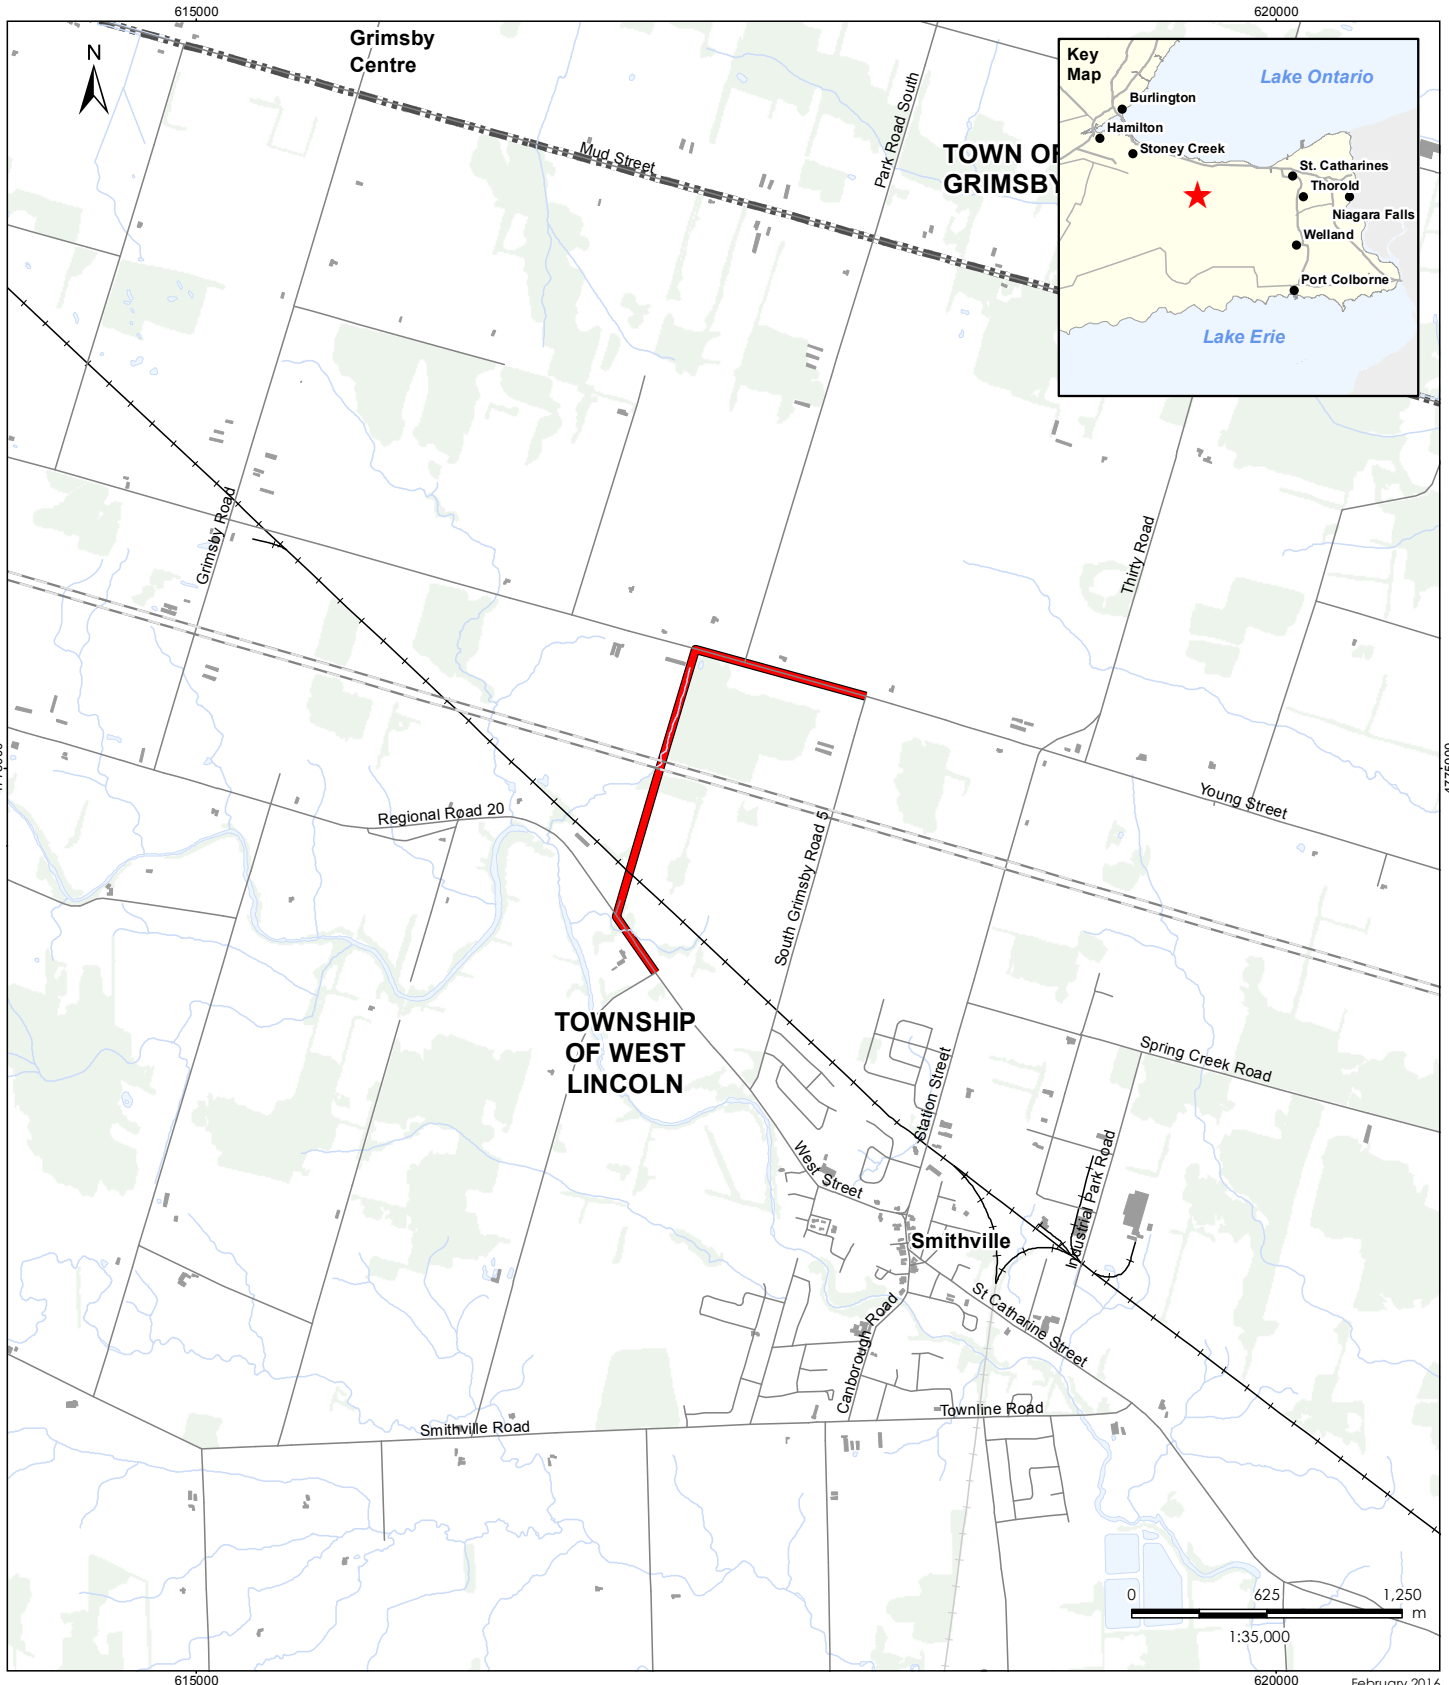 615000
620000
Grimsby
Centre
N
Key
Map
Lake Ontario
Burlington
Hamilton
Stoney Creek
St. Catharines
Thorold
Niagara Falls
Welland
Port Colborne
Lake Erie
Mud Street
Park Road South
TOWN OF
GRIMSBY
Grimsby Road
Thirty Road
4775000
Young Street
Regional Road 20
South Grimsby Road 5
TOWNSHIP
OF WEST
LINCOLN
Spring Creek Road
Station Street
West Street
Industrial Park Road
Smithville
St Catharine Street
Canborough Road
Townline Road
Smithville Road
0 625 1,250
m
1:35,000
615000
620000
February 2016